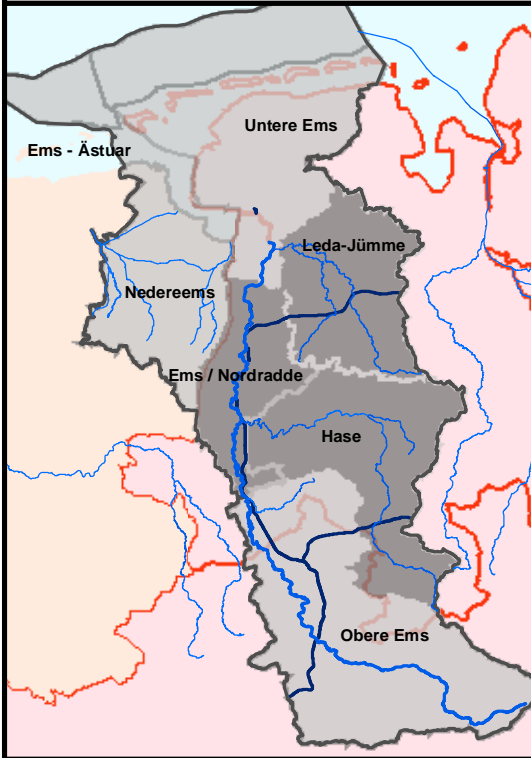 Untere Ems
Ems - Ästuar
Leda-Jümme
Nedereems
Ems / Nordradde
Hase
Obere Ems